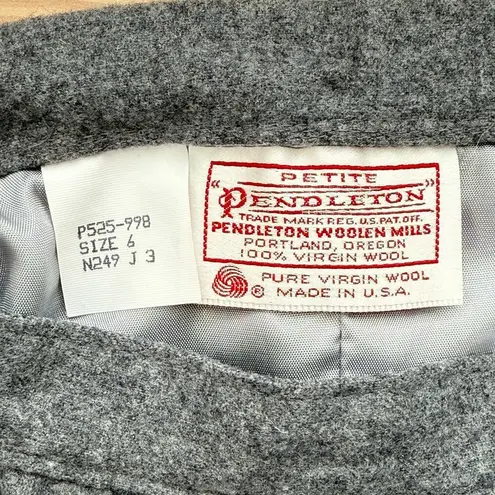 P525-998
SIZE 6
N249 J 3
PETITE
"PENDLETON"
TRADE MARK REG. U.S. PAT. OFF.
PENDLETON WOOLEN MILLS
PORTLAND, OREGON
100% VIRGIN WOOL
PURE VIRGIN WOOL
® MADE IN U.S.A.